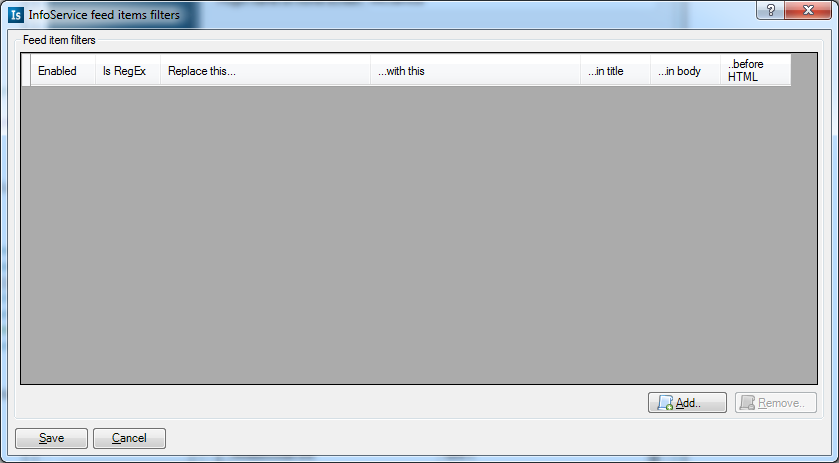 Is InfoService feed items filters ?
Feed item filters
Enabled Is RegEx Replace this... ...with this ...in title ...in body ..before
HTML
Add.. Remove..
Save Cancel